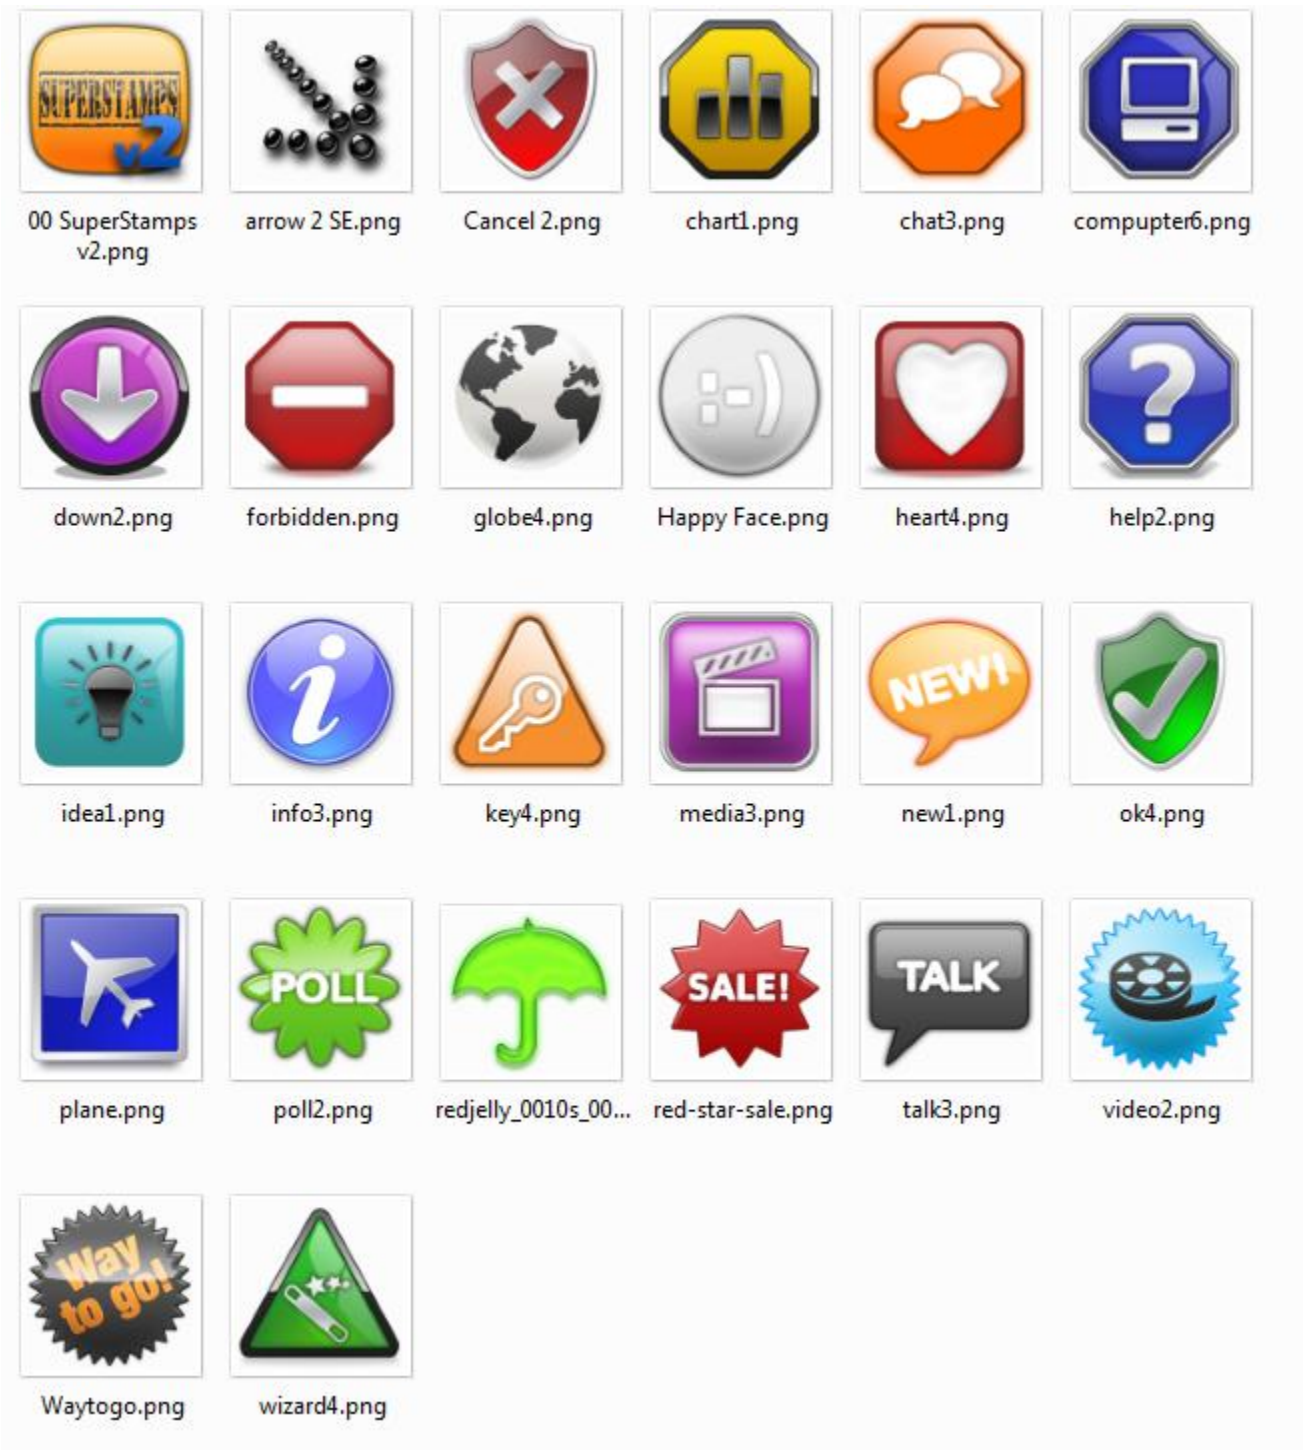 SUPERSTAMPS
v2
00 SuperStamps
v2.png
arrow 2 SE.png
Cancel 2.png
chart1.png
chat3.png
compupter6.png
?
:-)
down2.png
forbidden.png
globe4.png
Happy Face.png
heart4.png
help2.png
i
NEW!
idea1.png
info3.png
key4.png
media3.png
new1.png
ok4.png
POLL
SALE!
TALK
plane.png
poll2.png
redjelly_0010s_00...
red-star-sale.png
talk3.png
video2.png
Way
to go!
Waytogo.png
wizard4.png